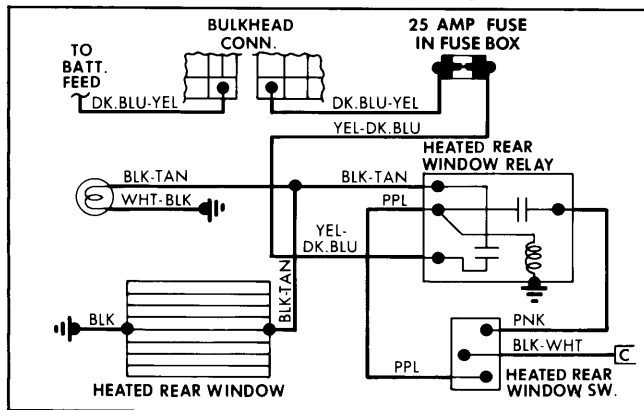 BULKHEAD
CONN.
25 AMP FUSE
IN FUSE BOX
TO
BATT.
FEED
DK.BLU-YEL
DK.BLU-YEL
YEL-DK.BLU
HEATED REAR
WINDOW RELAY
BLK-TAN
BLK-TAN
WHT-BLK
PPL
YEL-
DK.BLU
BLK-TAN
BLK
PNK
BLK-WHT
C
PPL
HEATED REAR WINDOW
HEATED REAR
WINDOW SW.